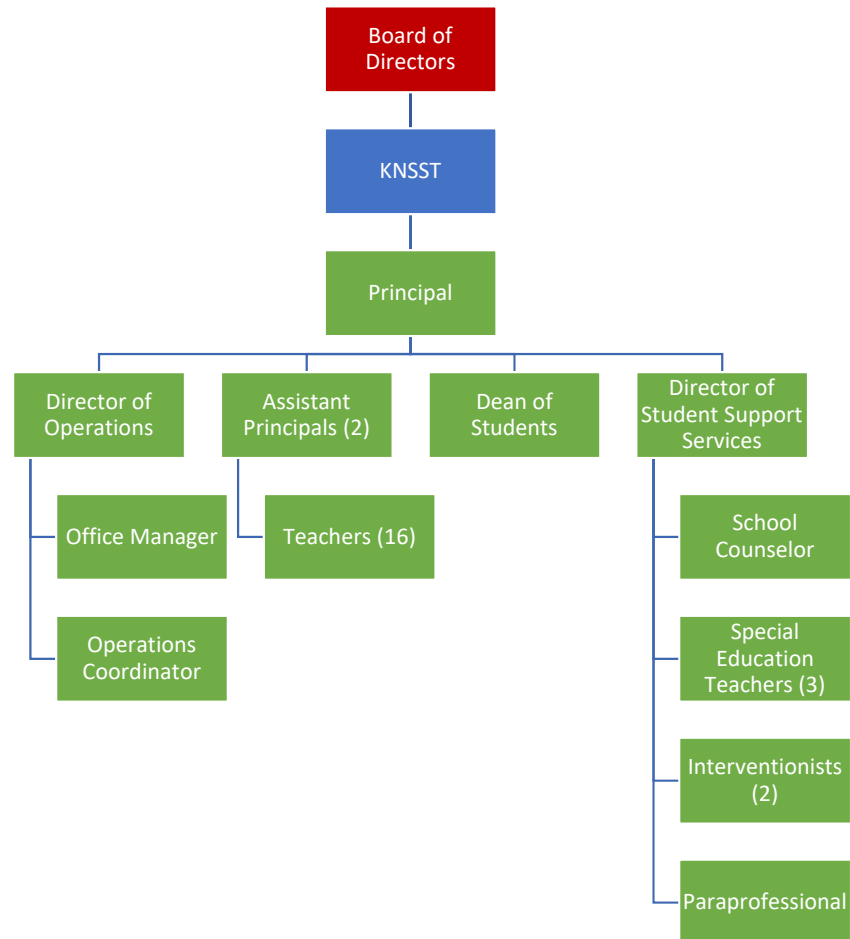 Board of
Directors
KNSST
Principal
Director of
Operations
Assistant
Principals (2)
Dean of
Students
Director of
Student Support
Services
Office Manager
Operations
Coordinator
Teachers (16)
School
Counselor
Special
Education
Teachers (3)
Interventionists
(2)
Paraprofessional